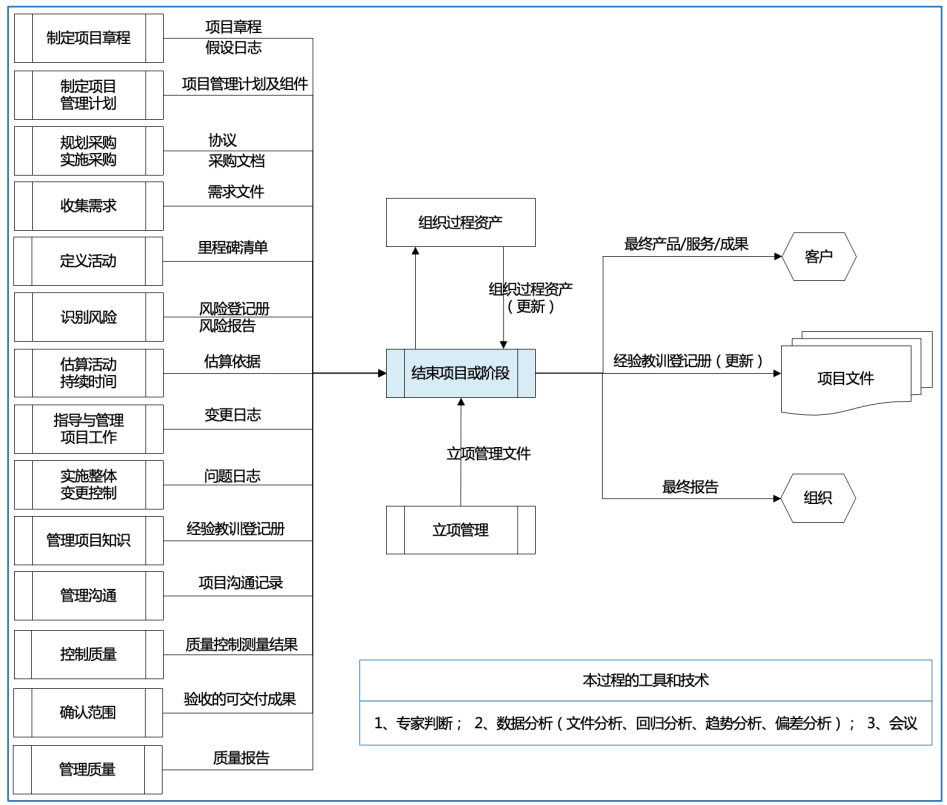 制定项目章程
项目章程
假设日志
制定项目
管理计划
项目管理计划及组件
规划采购
实施采购
协议
采购文档
收集需求
需求文件
定义活动
里程碑清单
识别风险
风险登记册
风险报告
估算活动
持续时间
估算依据
指导与管理
项目工作
变更日志
实施整体
变更控制
问题日志
管理项目知识
经验教训登记册
管理沟通
项目沟通记录
控制质量
质量控制测量结果
确认范围
验收的可交付成果
管理质量
质量报告
组织过程资产
组织过程资产
（更新）
结束项目或阶段
立项管理文件
立项管理
最终产品/服务/成果
客户
经验教训登记册（更新）
项目文件
最终报告
组织
本过程的工具和技术
1、专家判断； 2、数据分析（文件分析、回归分析、趋势分析、偏差分析）； 3、会议